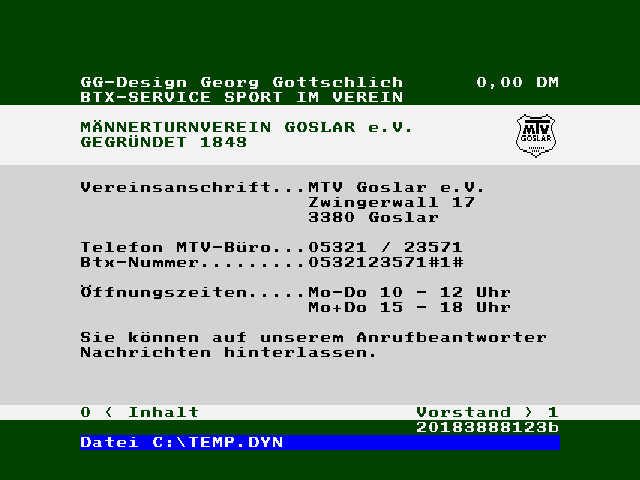 GG-Design Georg Gottschlich 0,00 DM
BTX-SERVICE SPORT IM VEREIN
MÄNNERTURNVEREIN GOSLAR e.V.
GEGRÜNDET 1848
MTV
GOSLAR
Vereinsanschrift...MTV Goslar e.V.
Zwingerwall 17
3380 Goslar
Telefon MTV-Büro...05321 / 23571
Btx-Nummer.........0532123571#1#
Öffnungszeiten.....Mo-Do 10 - 12 Uhr
Mo+Do 15 - 18 Uhr
Sie können auf unserem Anrufbeantworter
Nachrichten hinterlassen.
0 < Inhalt Vorstand > 1
20183888123b
Datei C:\TEMP.DYN